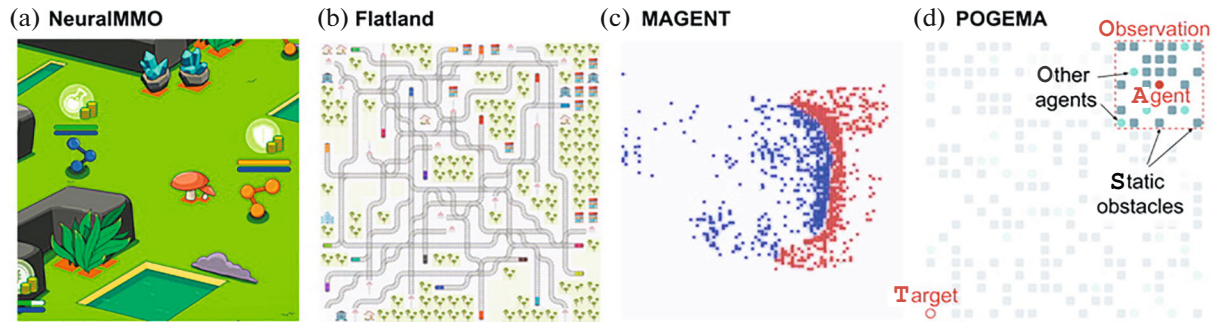 (a) NeuralMMO
(b) Flatland
(c) MAGENT
(d) POGEMA
Observation
Other
agents
Agent
Static
obstacles
Target